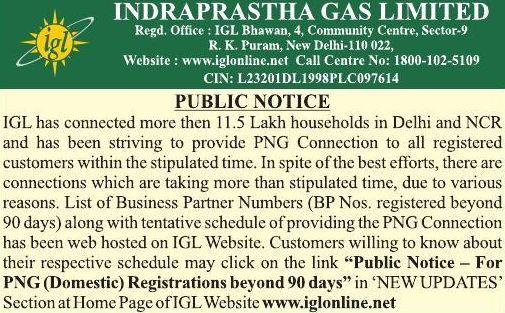 igl
INDRAPRASTHA GAS LIMITED
Regd. Office : IGL Bhawan, 4, Community Centre, Sector-9
R. K. Puram, New Delhi-110 022,
Website : www.iglonline.net Call Centre No: 1800-102-5109
CIN: L23201DL1998PLC097614
PUBLIC NOTICE
IGL has connected more then 11.5 Lakh households in Delhi and NCR
and has been striving to provide PNG Connection to all registered
customers within the stipulated time. In spite of the best efforts, there are
connections which are taking more than stipulated time, due to various
reasons. List of Business Partner Numbers (BP Nos. registered beyond
90 days) along with tentative schedule of providing the PNG Connection
has been web hosted on IGL Website. Customers willing to know about
their respective schedule may click on the link “Public Notice – For
PNG (Domestic) Registrations beyond 90 days” in ‘NEW UPDATES’
Section at Home Page of IGL Website www.iglonline.net